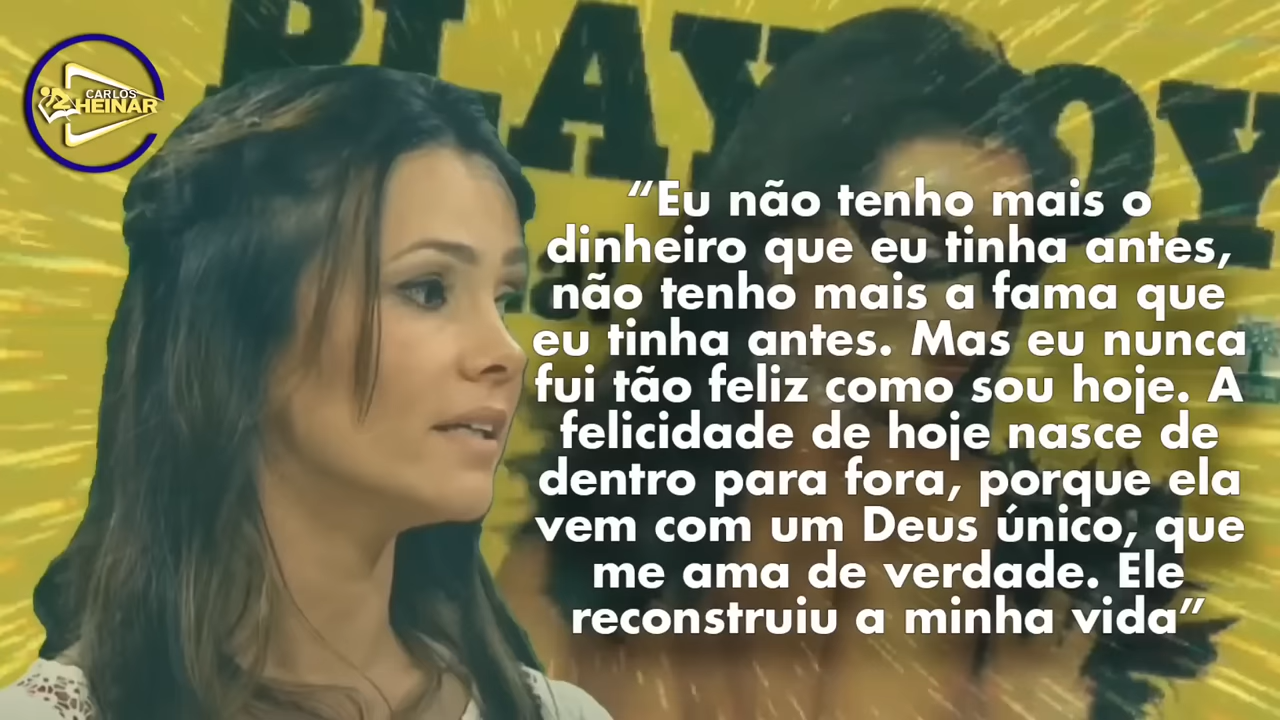 PLAYBOY
CARLOS
HEINAR
“Eu não tenho mais o
dinheiro que eu tinha antes,
não tenho mais a fama que
eu tinha antes. Mas eu nunca
fui tão feliz como sou hoje. A
felicidade de hoje nasce de
dentro para fora, porque ela
vem com um Deus único, que
me ama de verdade. Ele
reconstruiu a minha vida”